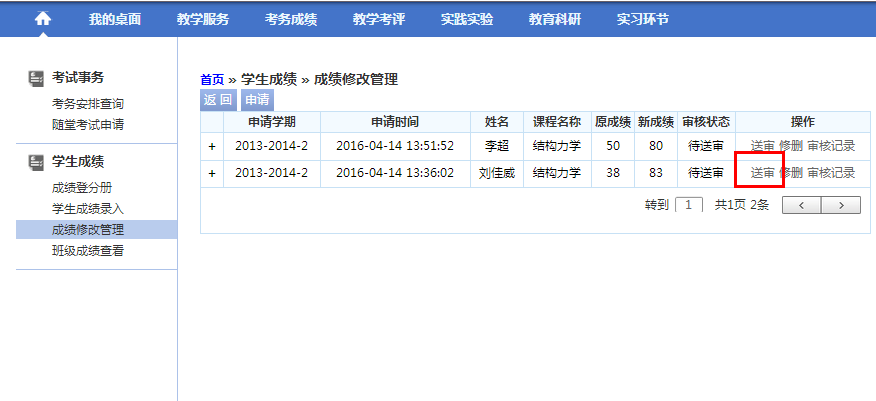 我的桌面 教学服务 考务成绩 教学考评 实践实验 教育科研 实习环节
考试事务
考务安排查询
随堂考试申请
学生成绩
成绩登分册
学生成绩录入
成绩修改管理
班级成绩查看
首页 » 学生成绩 » 成绩修改管理
返 回 申请
申请学期 申请时间 姓名 课程名称 原成绩 新成绩 审核状态 操作
+ 2013-2014-2 2016-04-14 13:51:52 李超 结构力学 50 80 待送审 送审 修删 审核记录
+ 2013-2014-2 2016-04-14 13:36:02 刘佳威 结构力学 38 83 待送审 送审 修删 审核记录
转到 1 共1页 2条 < >